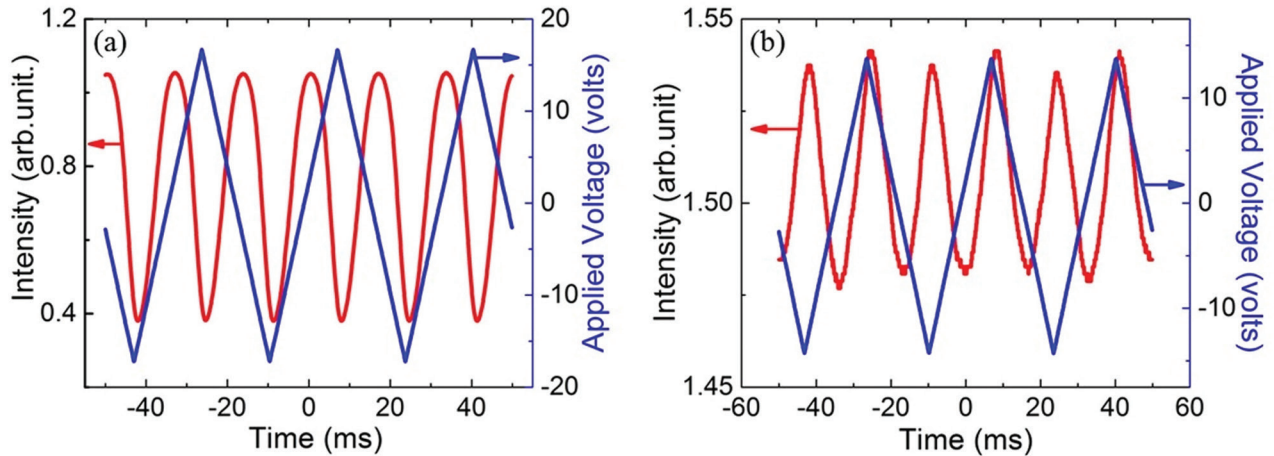 (a)
Intensity (arb.unit.)
1.2
0.8
0.4
-40 -20 0 20 40
Time (ms)
20
10
0
-10
-20
Applied Voltage (volts)
(b)
Intensity (arb.unit)
1.55
1.50
1.45
-60 -40 -20 0 20 40 60
Time (ms)
10
0
-10
Applied Voltage (volts)